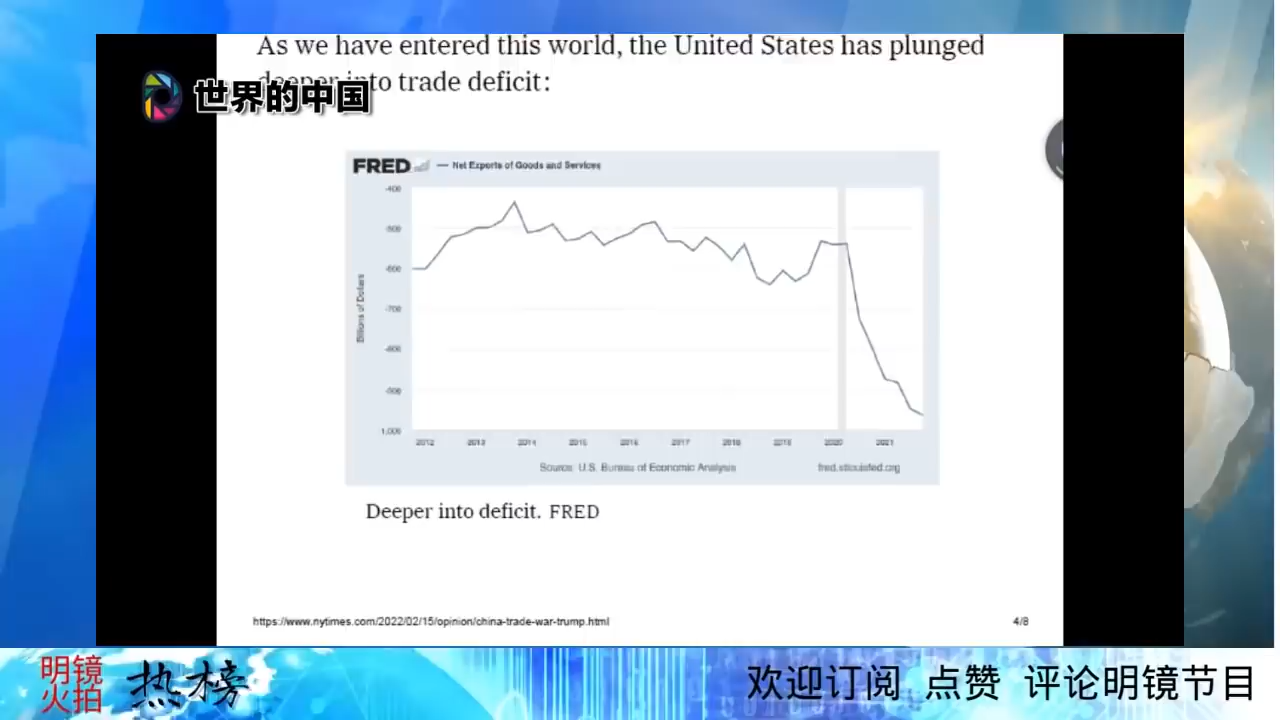 As we have entered this world, the United States has plunged
deeper into trade deficit:
世界的中国
FRED — Net Exports of Goods and Services
-400
-500
-600
-700
-800
-900
-1,000
Billions of Dollars
2012 2013 2014 2015 2016 2017 2018 2019 2020 2021
Source: U.S. Bureau of Economic Analysis fred.stlouisfed.org
Deeper into deficit. FRED
https://www.nytimes.com/2022/02/15/opinion/china-trade-war-trump.html 4/8
明镜
火拍
热榜
欢迎订阅 点赞 评论明镜节目